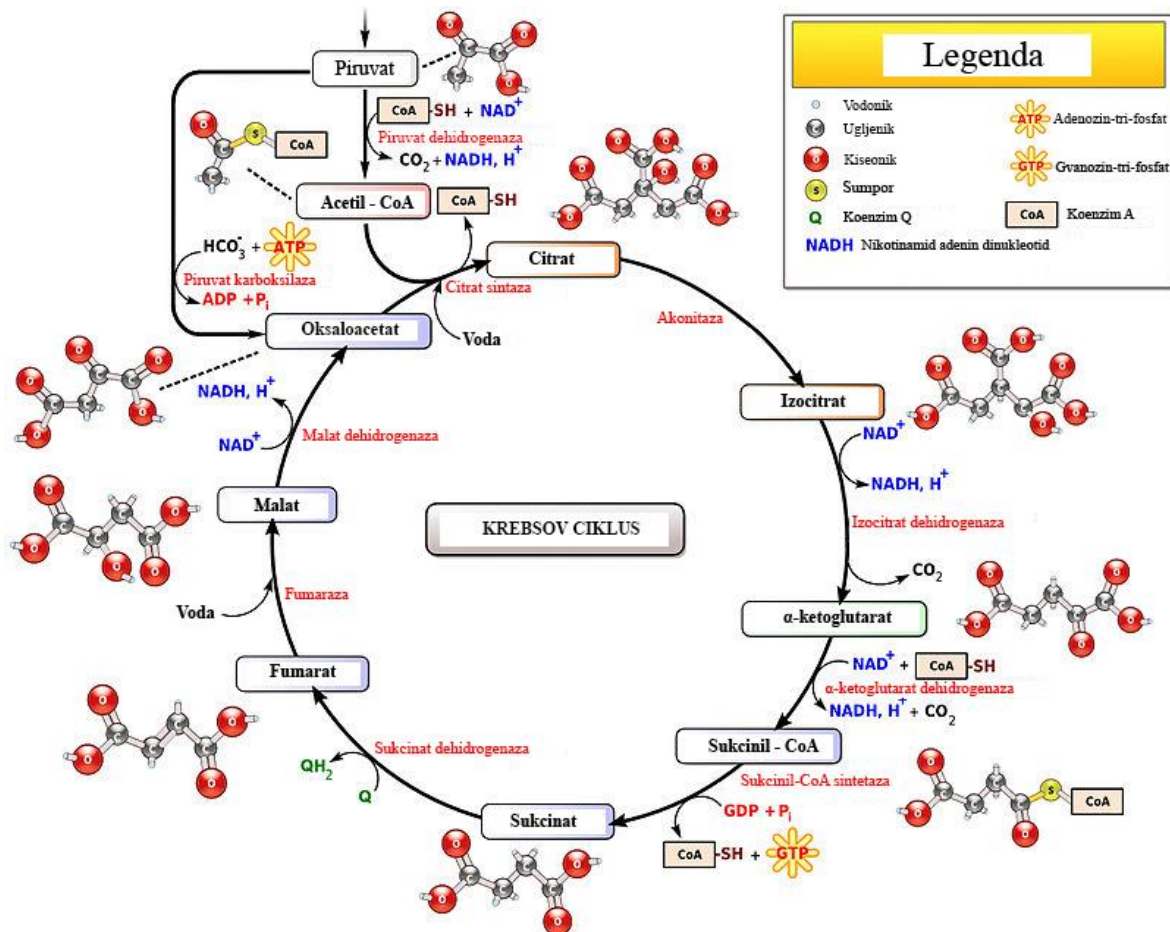 Piruvat
CoA-SH + NAD+
Piruvat dehidrogenaza
CO2 + NADH, H+
Acetil - CoA
CoA-SH
S
CoA
HCO3- + ATP
Piruvat karboksilaza
ADP + Pi
Citrat
Citrat sintaza
Voda
Oksaloacetat
Akonitaza
Izocitrat
NAD+
NADH, H+
Izocitrat dehidrogenaza
CO2
α-ketoglutarat
NAD+ + CoA-SH
α-ketoglutarat dehidrogenaza
NADH, H+ + CO2
Sukcinil - CoA
Sukcinil-CoA sintetaza
GDP + Pi
CoA-SH + GTP
S
CoA
Sukcinat
Sukcinat dehidrogenaza
QH2
Q
Fumarat
Fumaraza
Voda
Malat
Malat dehidrogenaza
NADH, H+
NAD+
KREBSOV CIKLUS
Legenda
Vodonik
C Ugljenik
O Kiseonik
S Sumpor
Q Koenzim Q
NADH Nikotinamid adenin dinukleotid
ATP Adenozin-tri-fosfat
GTP Gvanozin-tri-fosfat
CoA Koenzim A